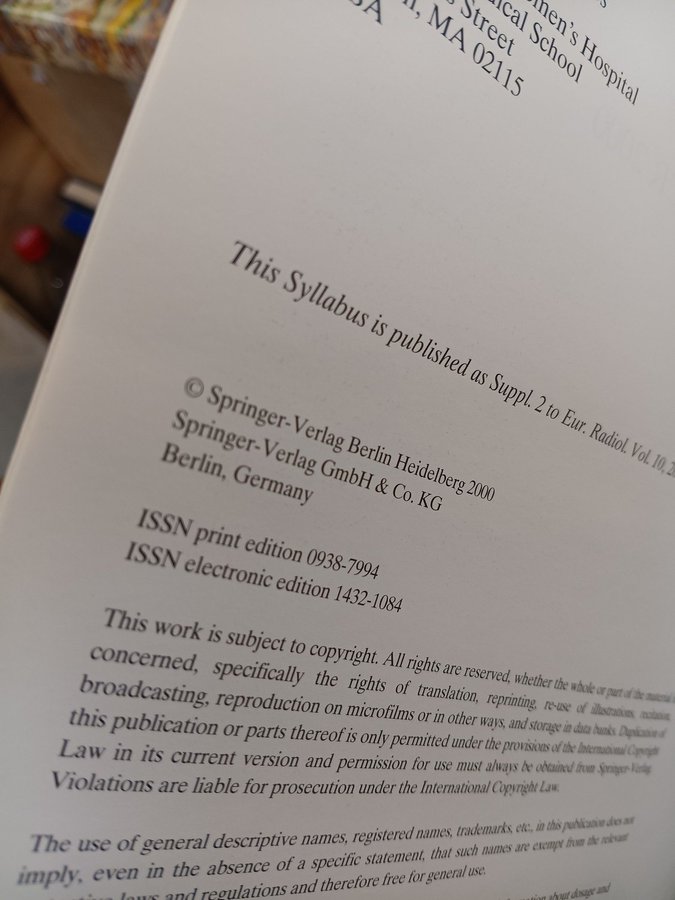 men's Hospital
ical School
s Street
, MA 02115
This Syllabus is published as Suppl. 2 to Eur. Radiol. Vol. 10, 2
© Springer-Verlag Berlin Heidelberg 2000
Springer-Verlag GmbH & Co. KG
Berlin, Germany
ISSN print edition 0938-7994
ISSN electronic edition 1432-1084
This work is subject to copyright. All rights are reserved, whether the whole or part of the material is
concerned, specifically the rights of translation, reprinting, re-use of illustrations, recitation,
broadcasting, reproduction on microfilms or in other ways, and storage in data banks. Duplication of
this publication or parts thereof is only permitted under the provisions of the International Copyright
Law in its current version and permission for use must always be obtained from Springer-Verlag.
Violations are liable for prosecution under the International Copyright Law.
The use of general descriptive names, registered names, trademarks, etc., in this publication does not
imply, even in the absence of a specific statement, that such names are exempt from the relevant
laws and regulations and therefore free for general use.
about dosage and